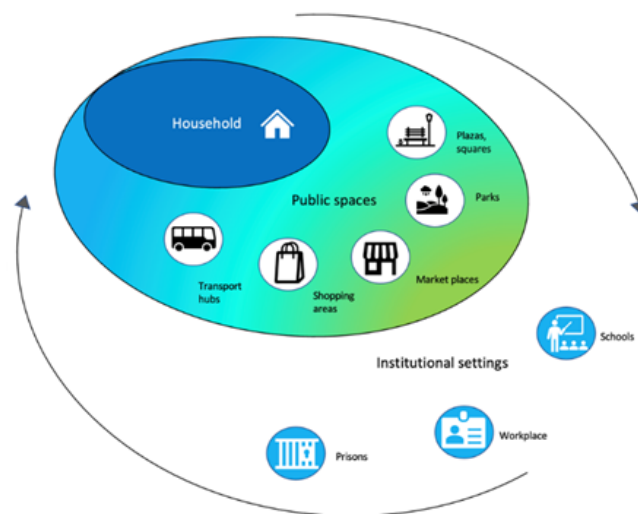 Household
Plazas,
squares
Public spaces
Parks
Transport
hubs
Shopping
areas
Market places
Schools
Institutional settings
Workplace
Prisons